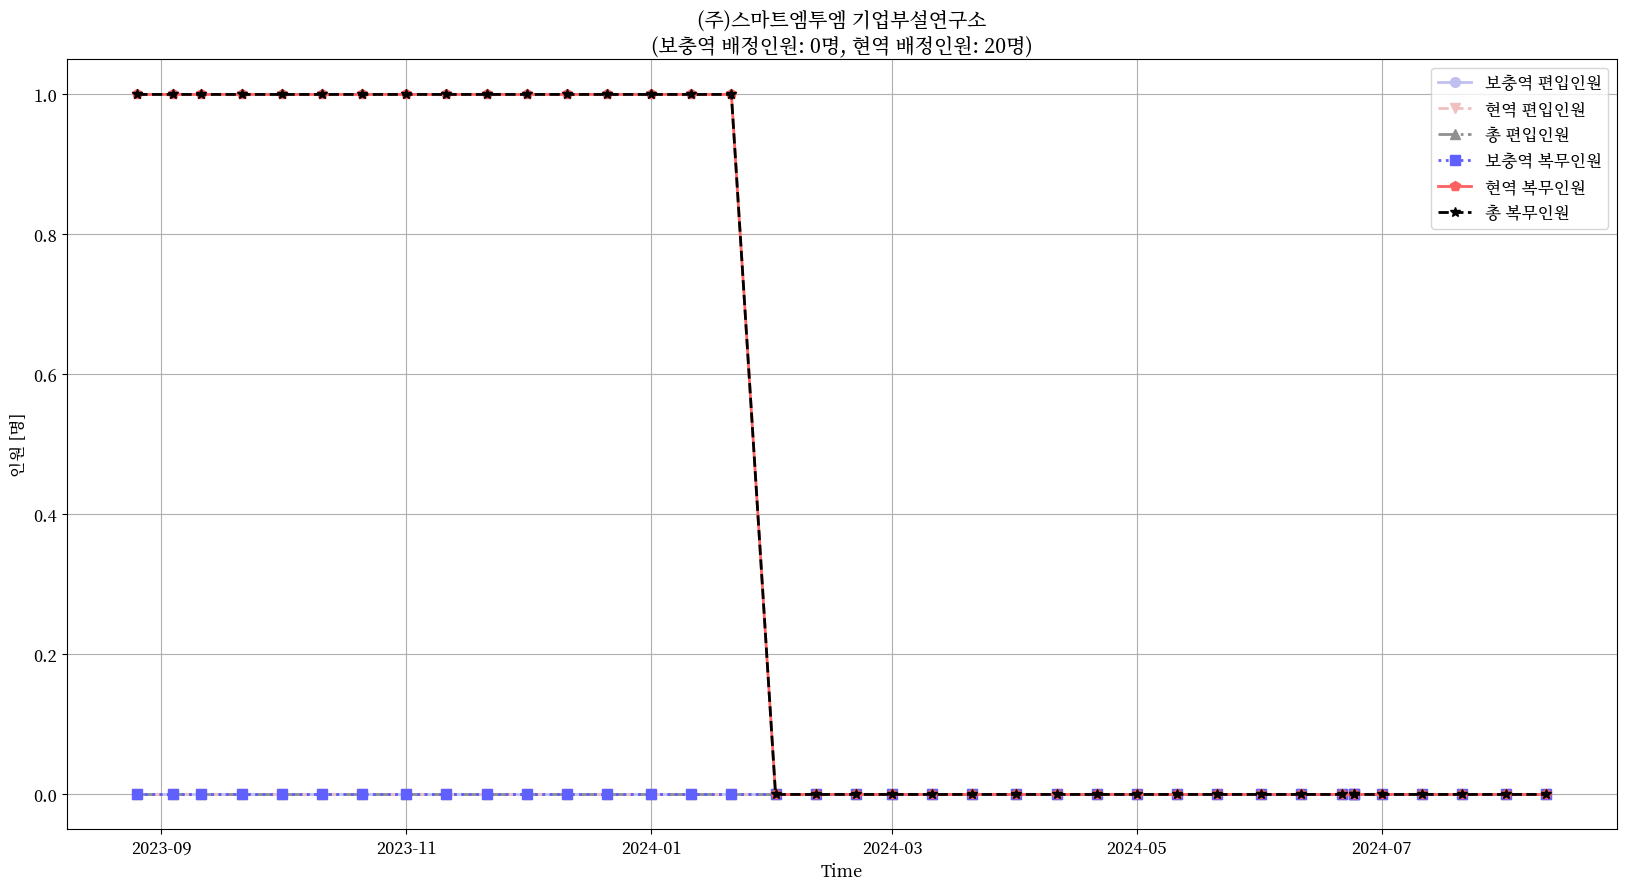 (주)스마트엠투엠 기업부설연구소
(보충역 배정인원: 0명, 현역 배정인원: 20명)
보충역 편입인원
현역 편입인원
총 편입인원
보충역 복무인원
현역 복무인원
총 복무인원
인원 [명]
1.0
0.8
0.6
0.4
0.2
0.0
2023-09
2023-11
2024-01
2024-03
2024-05
2024-07
Time